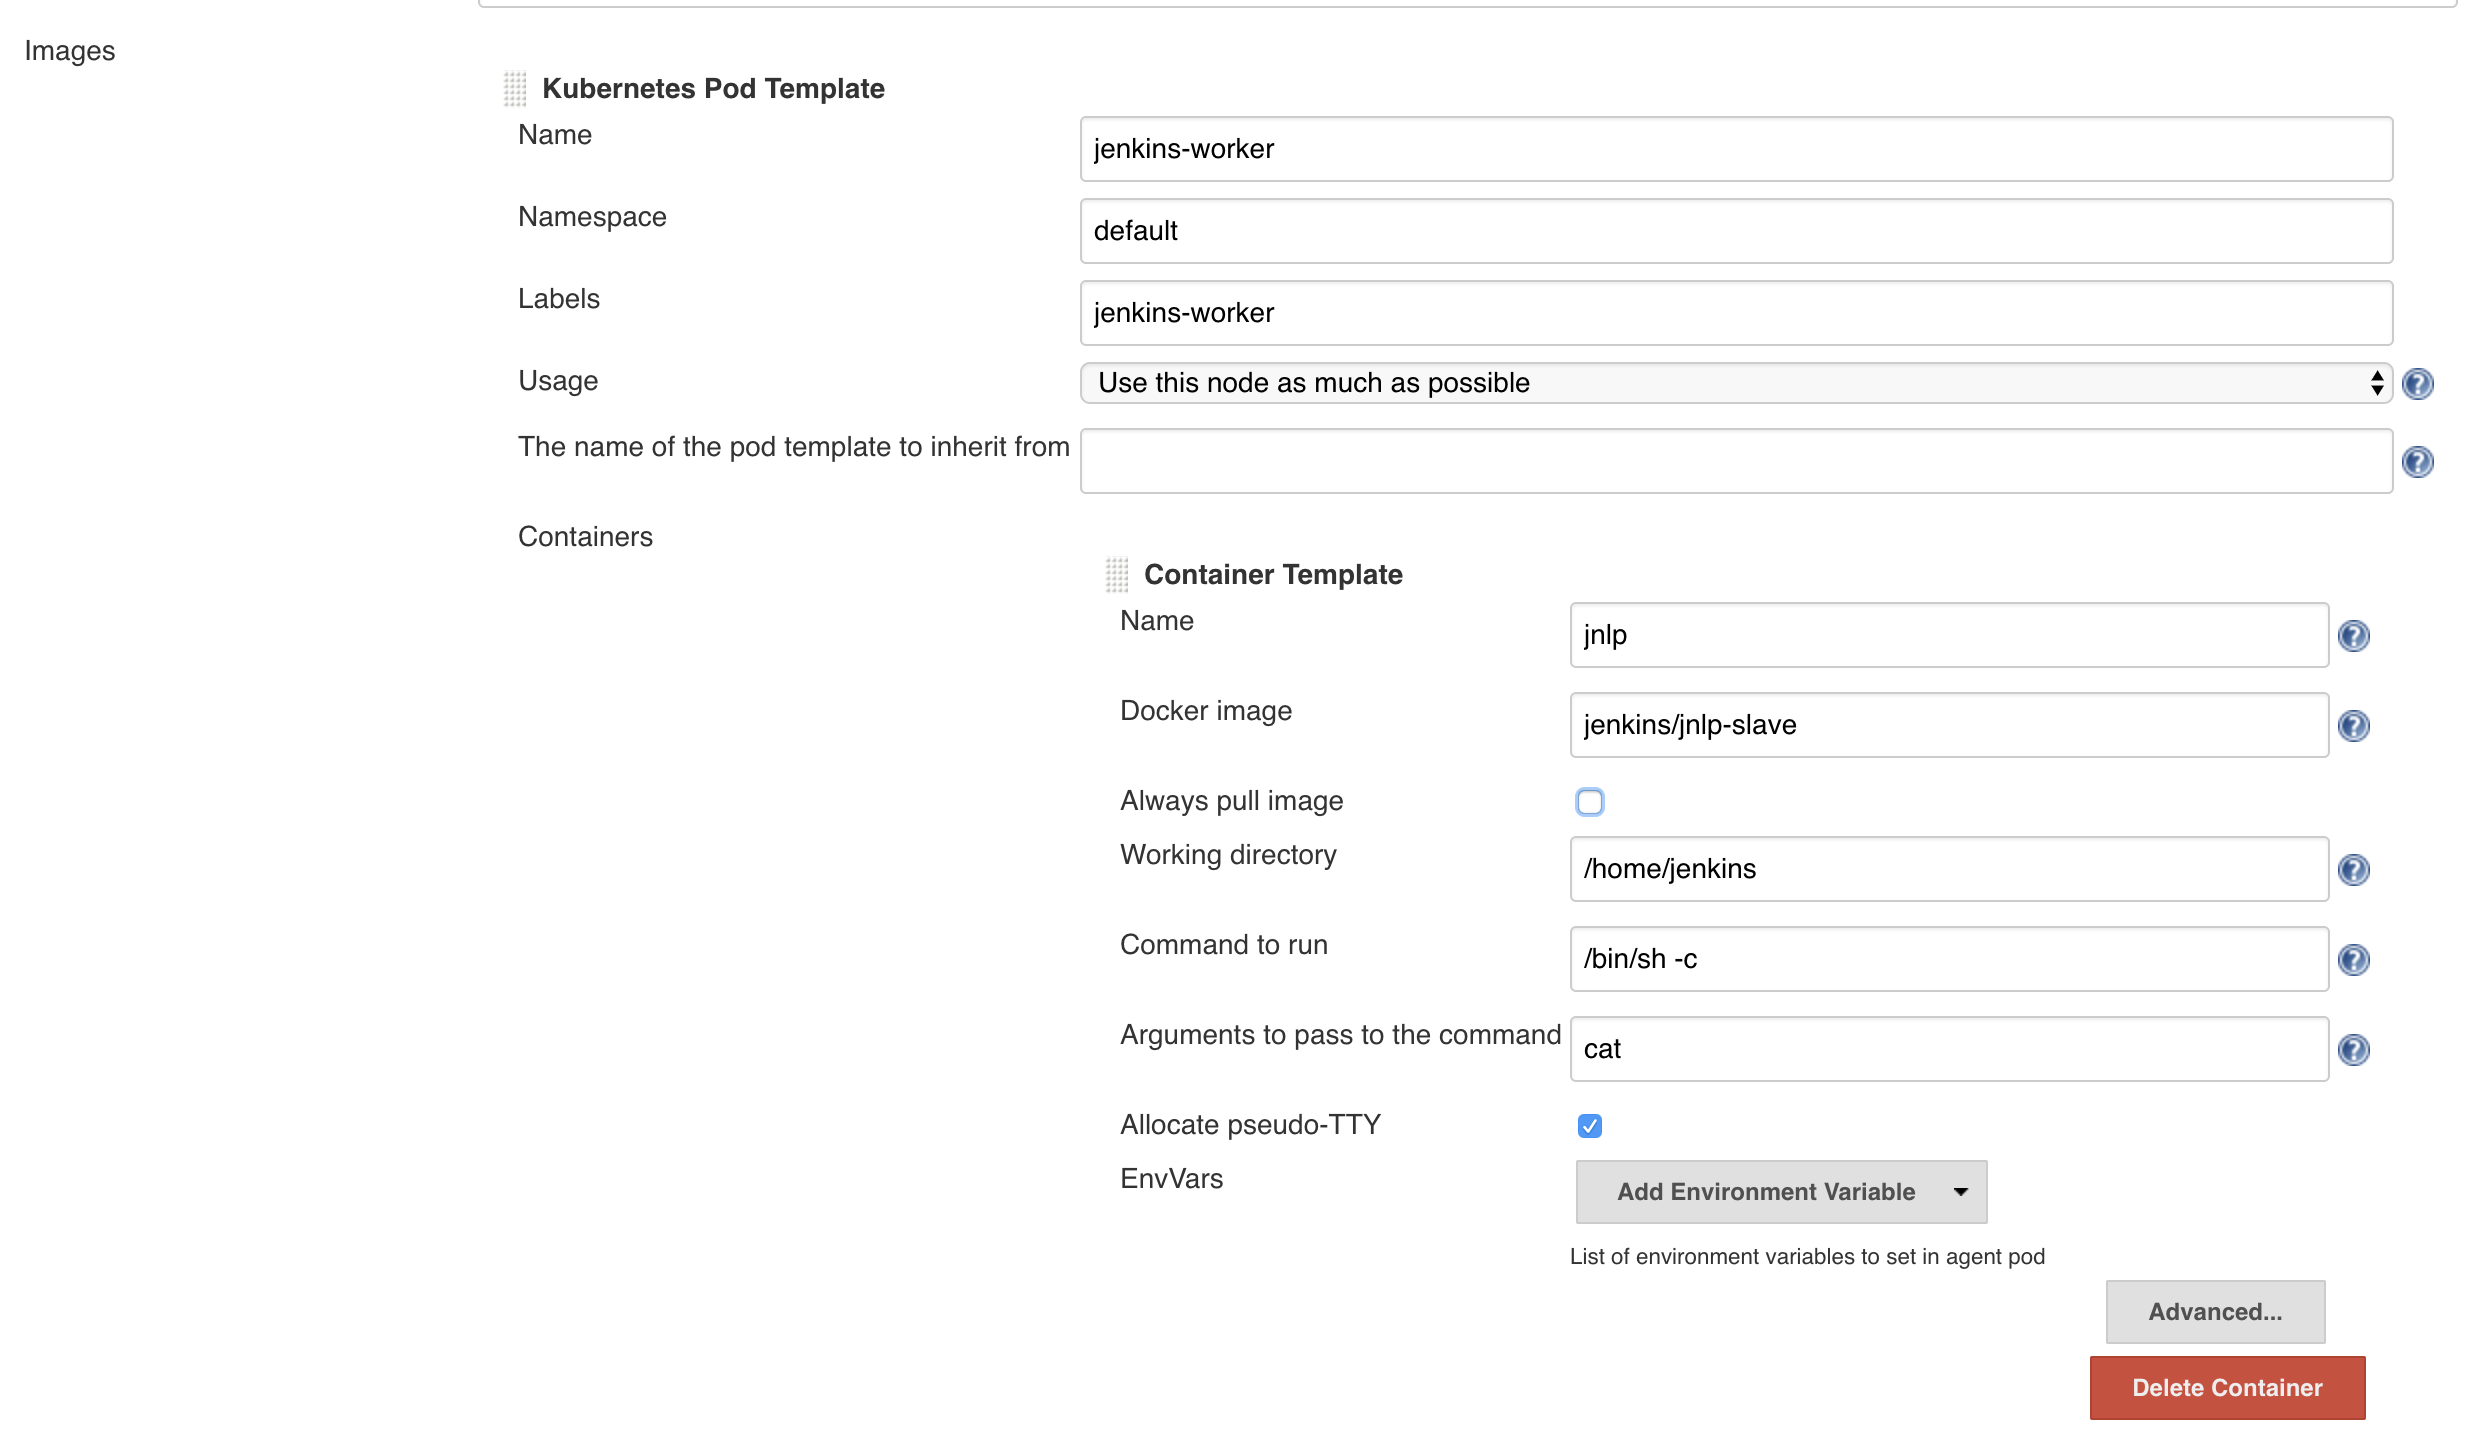 Images
Kubernetes Pod Template
Name
jenkins-worker
Namespace
default
Labels
jenkins-worker
Usage
Use this node as much as possible
The name of the pod template to inherit from
Containers
Container Template
Name
jnlp
Docker image
jenkins/jnlp-slave
Always pull image
Working directory
/home/jenkins
Command to run
/bin/sh -c
Arguments to pass to the command
cat
Allocate pseudo-TTY
EnvVars
Add Environment Variable
List of environment variables to set in agent pod
Advanced...
Delete Container